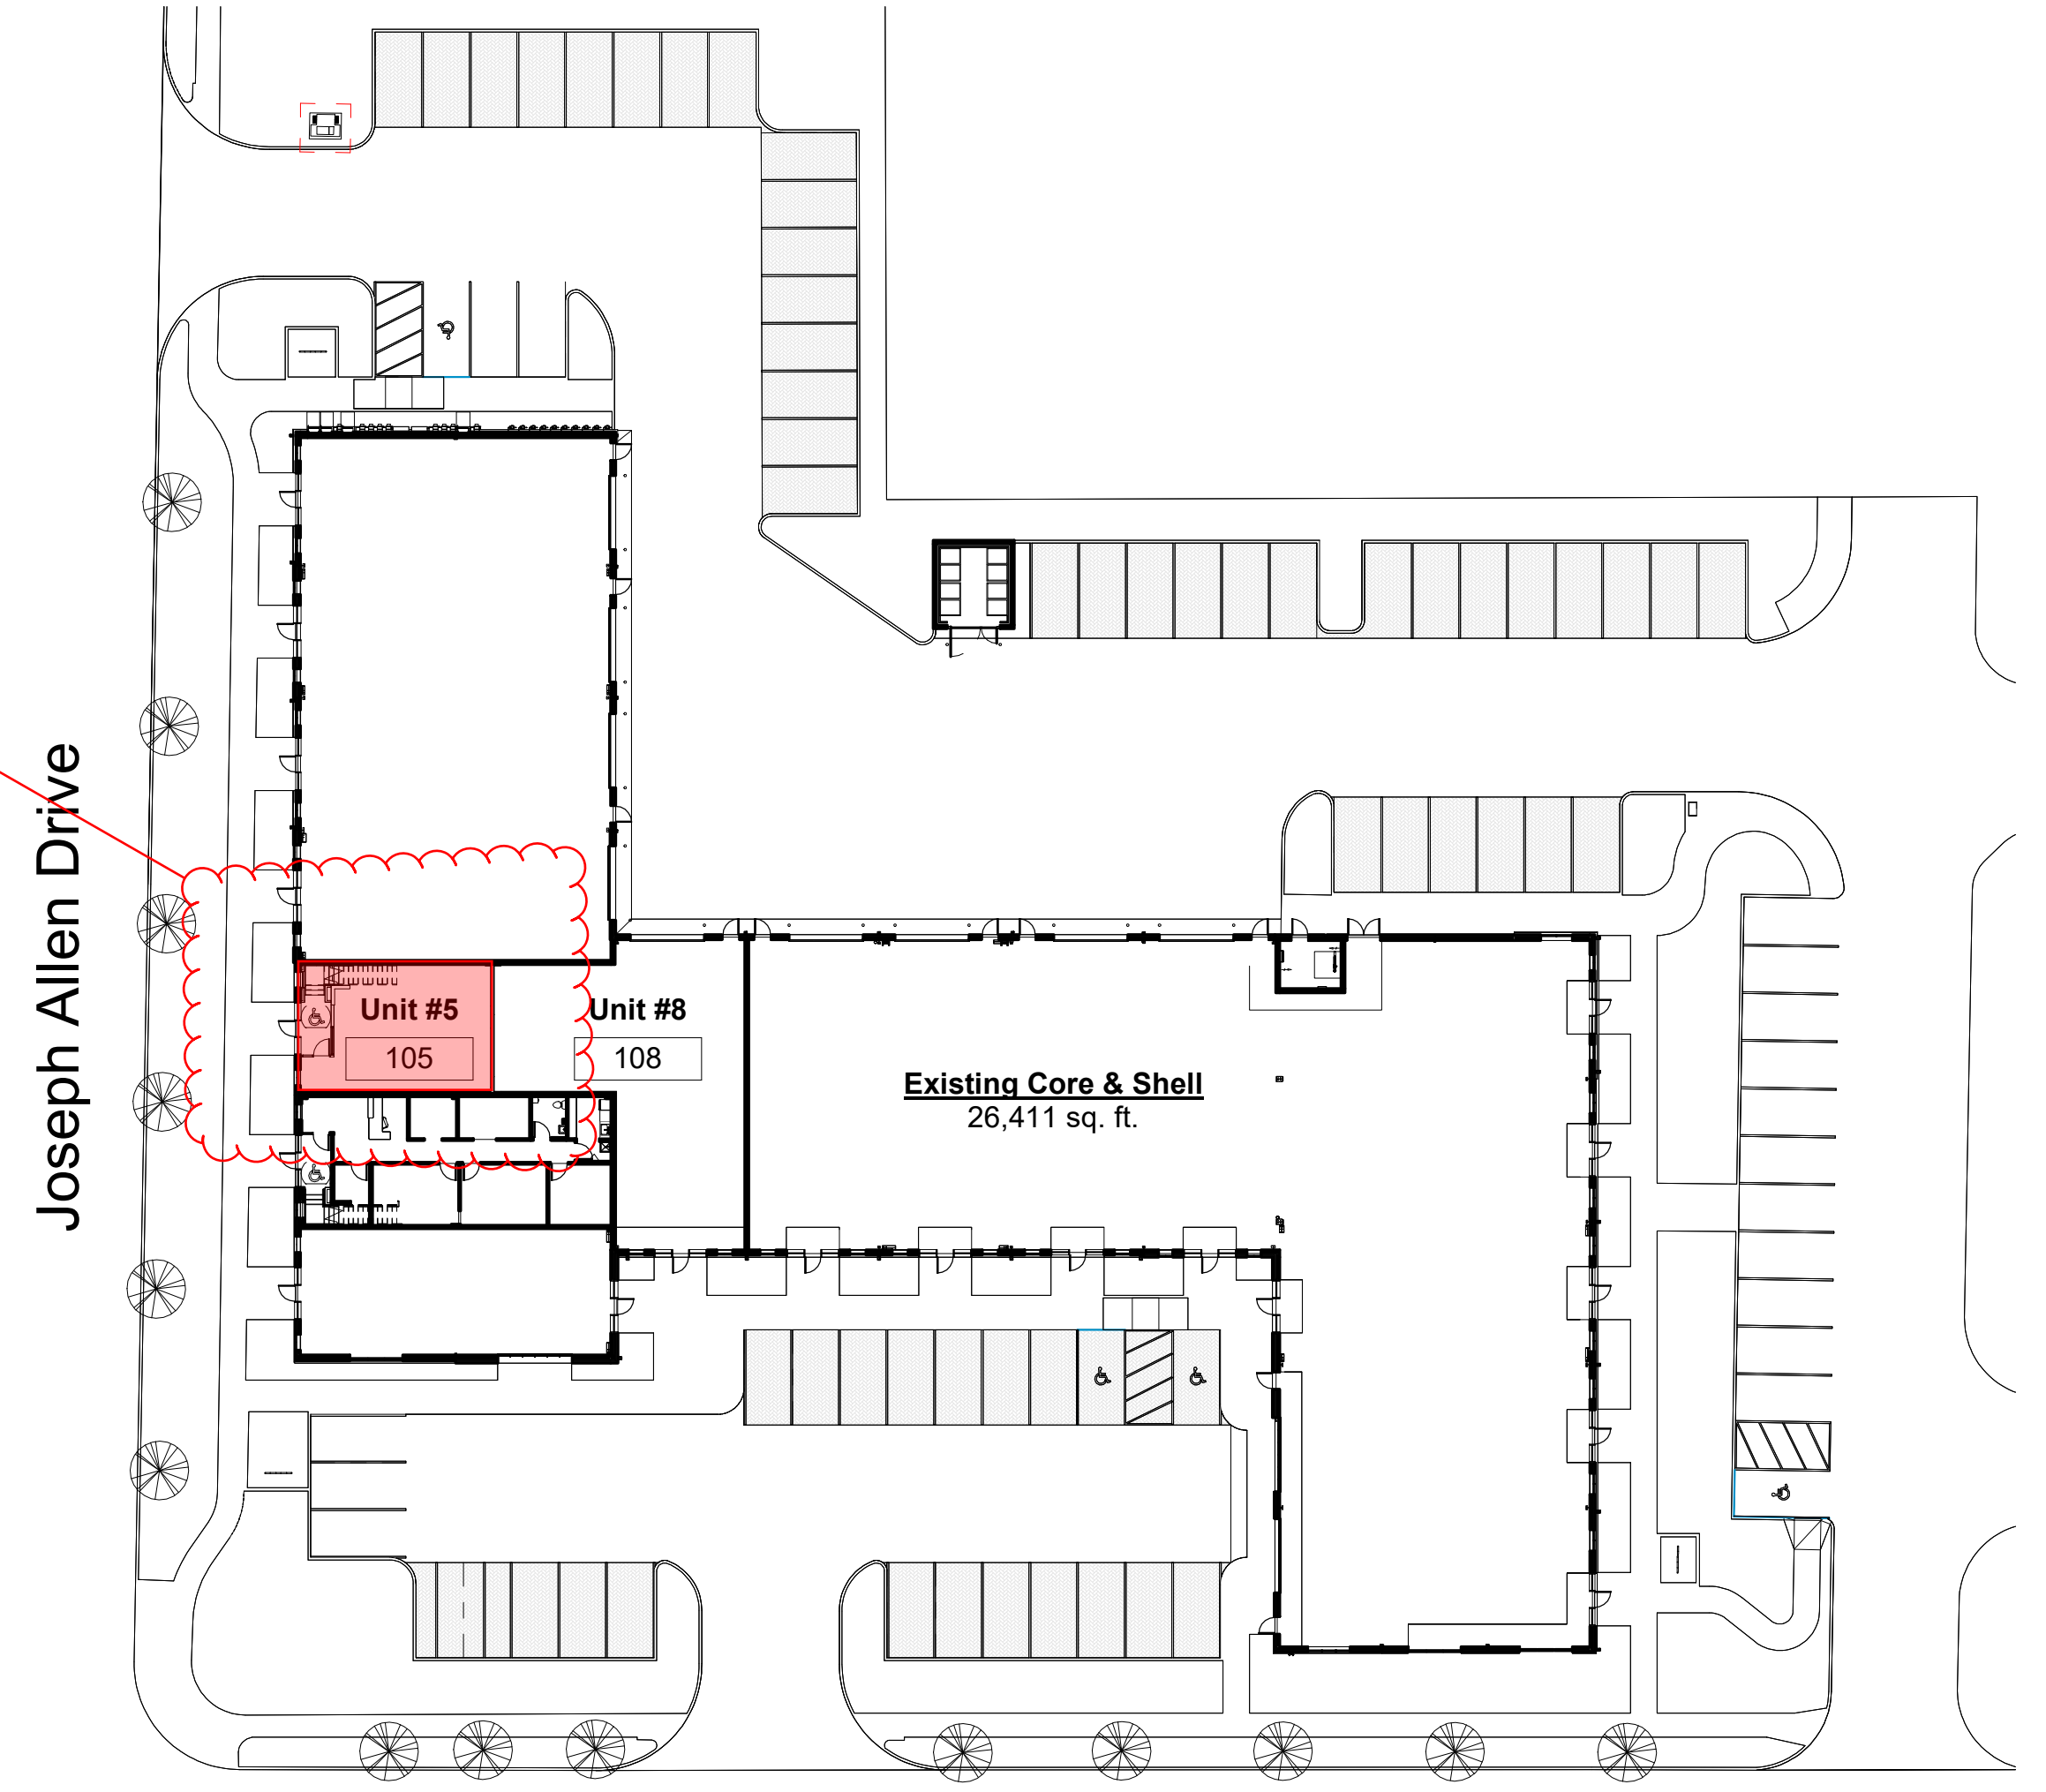 Joseph Allen Drive
Unit #5
105
Unit #8
108
Existing Core & Shell
26,411 sq. ft.